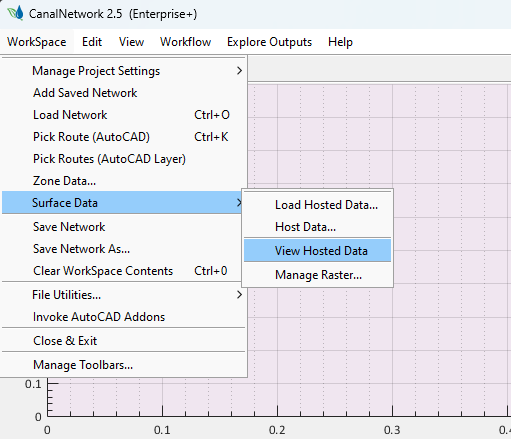 CanalNetwork 2.5 (Enterprise+)
WorkSpace Edit View Workflow Explore Outputs Help
Manage Project Settings
Add Saved Network
Load Network Ctrl+O
Pick Route (AutoCAD) Ctrl+K
Pick Routes (AutoCAD Layer)
Zone Data...
Surface Data
Load Hosted Data...
Host Data...
View Hosted Data
Manage Raster...
Save Network
Save Network As...
Clear WorkSpace Contents Ctrl+0
File Utilities...
Invoke AutoCAD Addons
Close & Exit
Manage Toolbars...
0.1
0
0 0.1 0.2 0.3 0.4